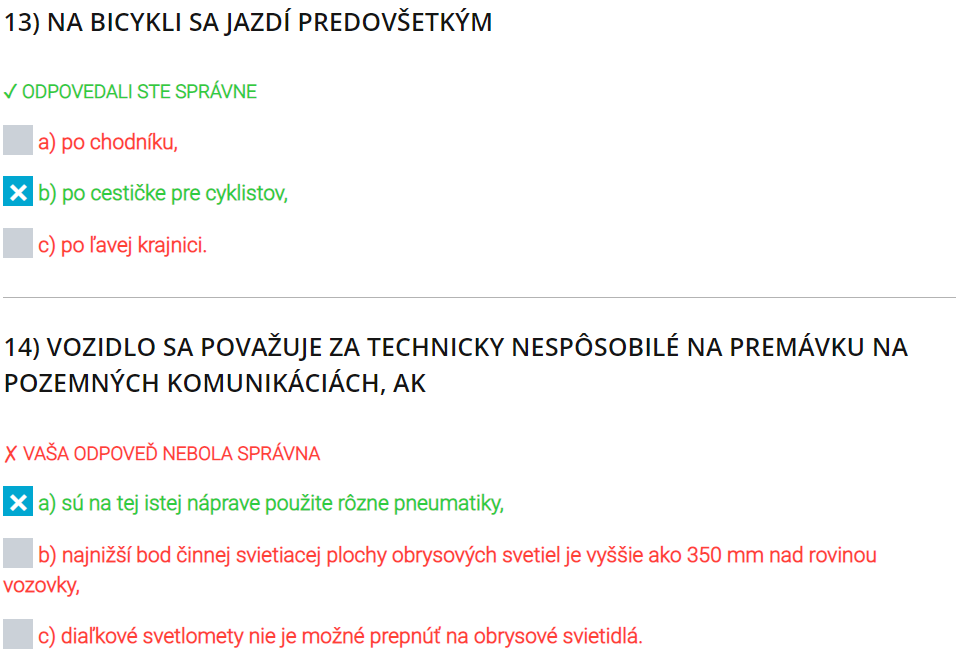 13) NA BICYKLI SA JAZDÍ PREDOVŠETKÝM
✓ ODPOVEDALI STE SPRÁVNE
a) po chodníku,
b) po cestičke pre cyklistov,
c) po ľavej krajnici.
14) VOZIDLO SA POVAŽUJE ZA TECHNICKY NESPÔSOBILÉ NA PREMÁVKU NA
POZEMNÝCH KOMUNIKÁCIÁCH, AK
✗ VAŠA ODPOVEĎ NEBOLA SPRÁVNA
a) sú na tej istej náprave použite rôzne pneumatiky,
b) najnižší bod činnej svietiacej plochy obrysových svetiel je vyššie ako 350 mm nad rovinou
vozovky,
c) diaľkové svetlomety nie je možné prepnúť na obrysové svietidlá.